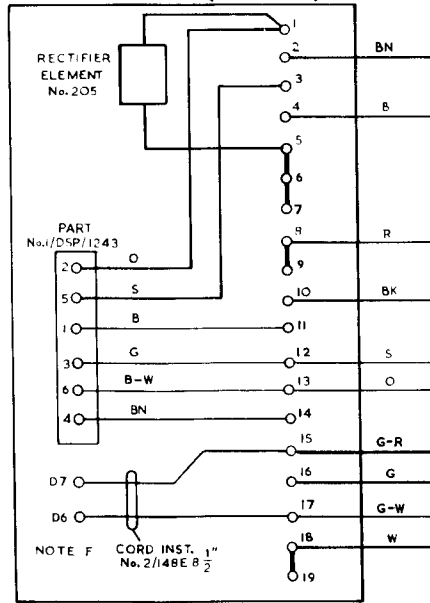 RECTIFIER
ELEMENT
No. 205
1
2 BN
3
4 B
5
6
7
8 R
9
10 BK
PART
No.1/DSP/1243
2 O
5 S
1 B 11
3 G 12 S
6 B-W 13 O
4 BN 14
15 G-R
D7 16 G
D6 17 G-W
18 W
19
NOTE F
CORD INST.
No. 2/148E 8 1/2"